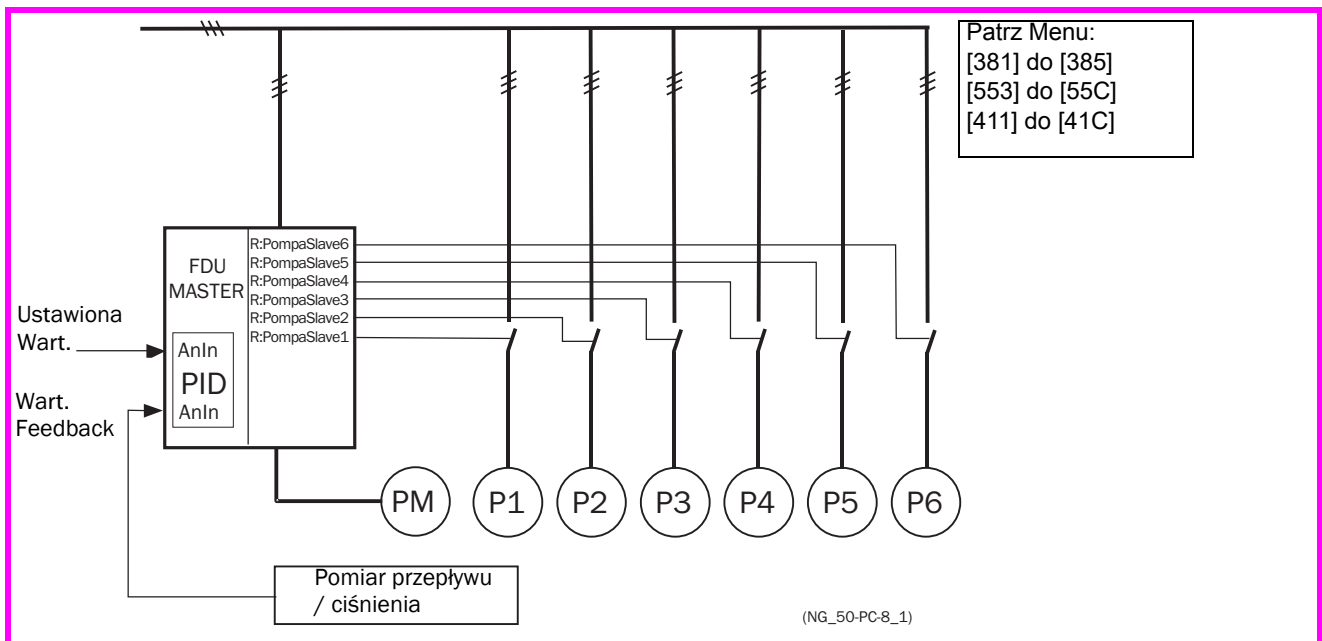 Patrz Menu:
[381] do [385]
[553] do [55C]
[411] do [41C]
FDU
MASTER
R:PompaSlave6
R:PompaSlave5
R:PompaSlave4
R:PompaSlave3
R:PompaSlave2
R:PompaSlave1
Ustawiona
Wart.
AnIn
PID
AnIn
Wart.
Feedback
PM
P1
P2
P3
P4
P5
P6
Pomiar przepływu
/ ciśnienia
(NG_50-PC-8_1)